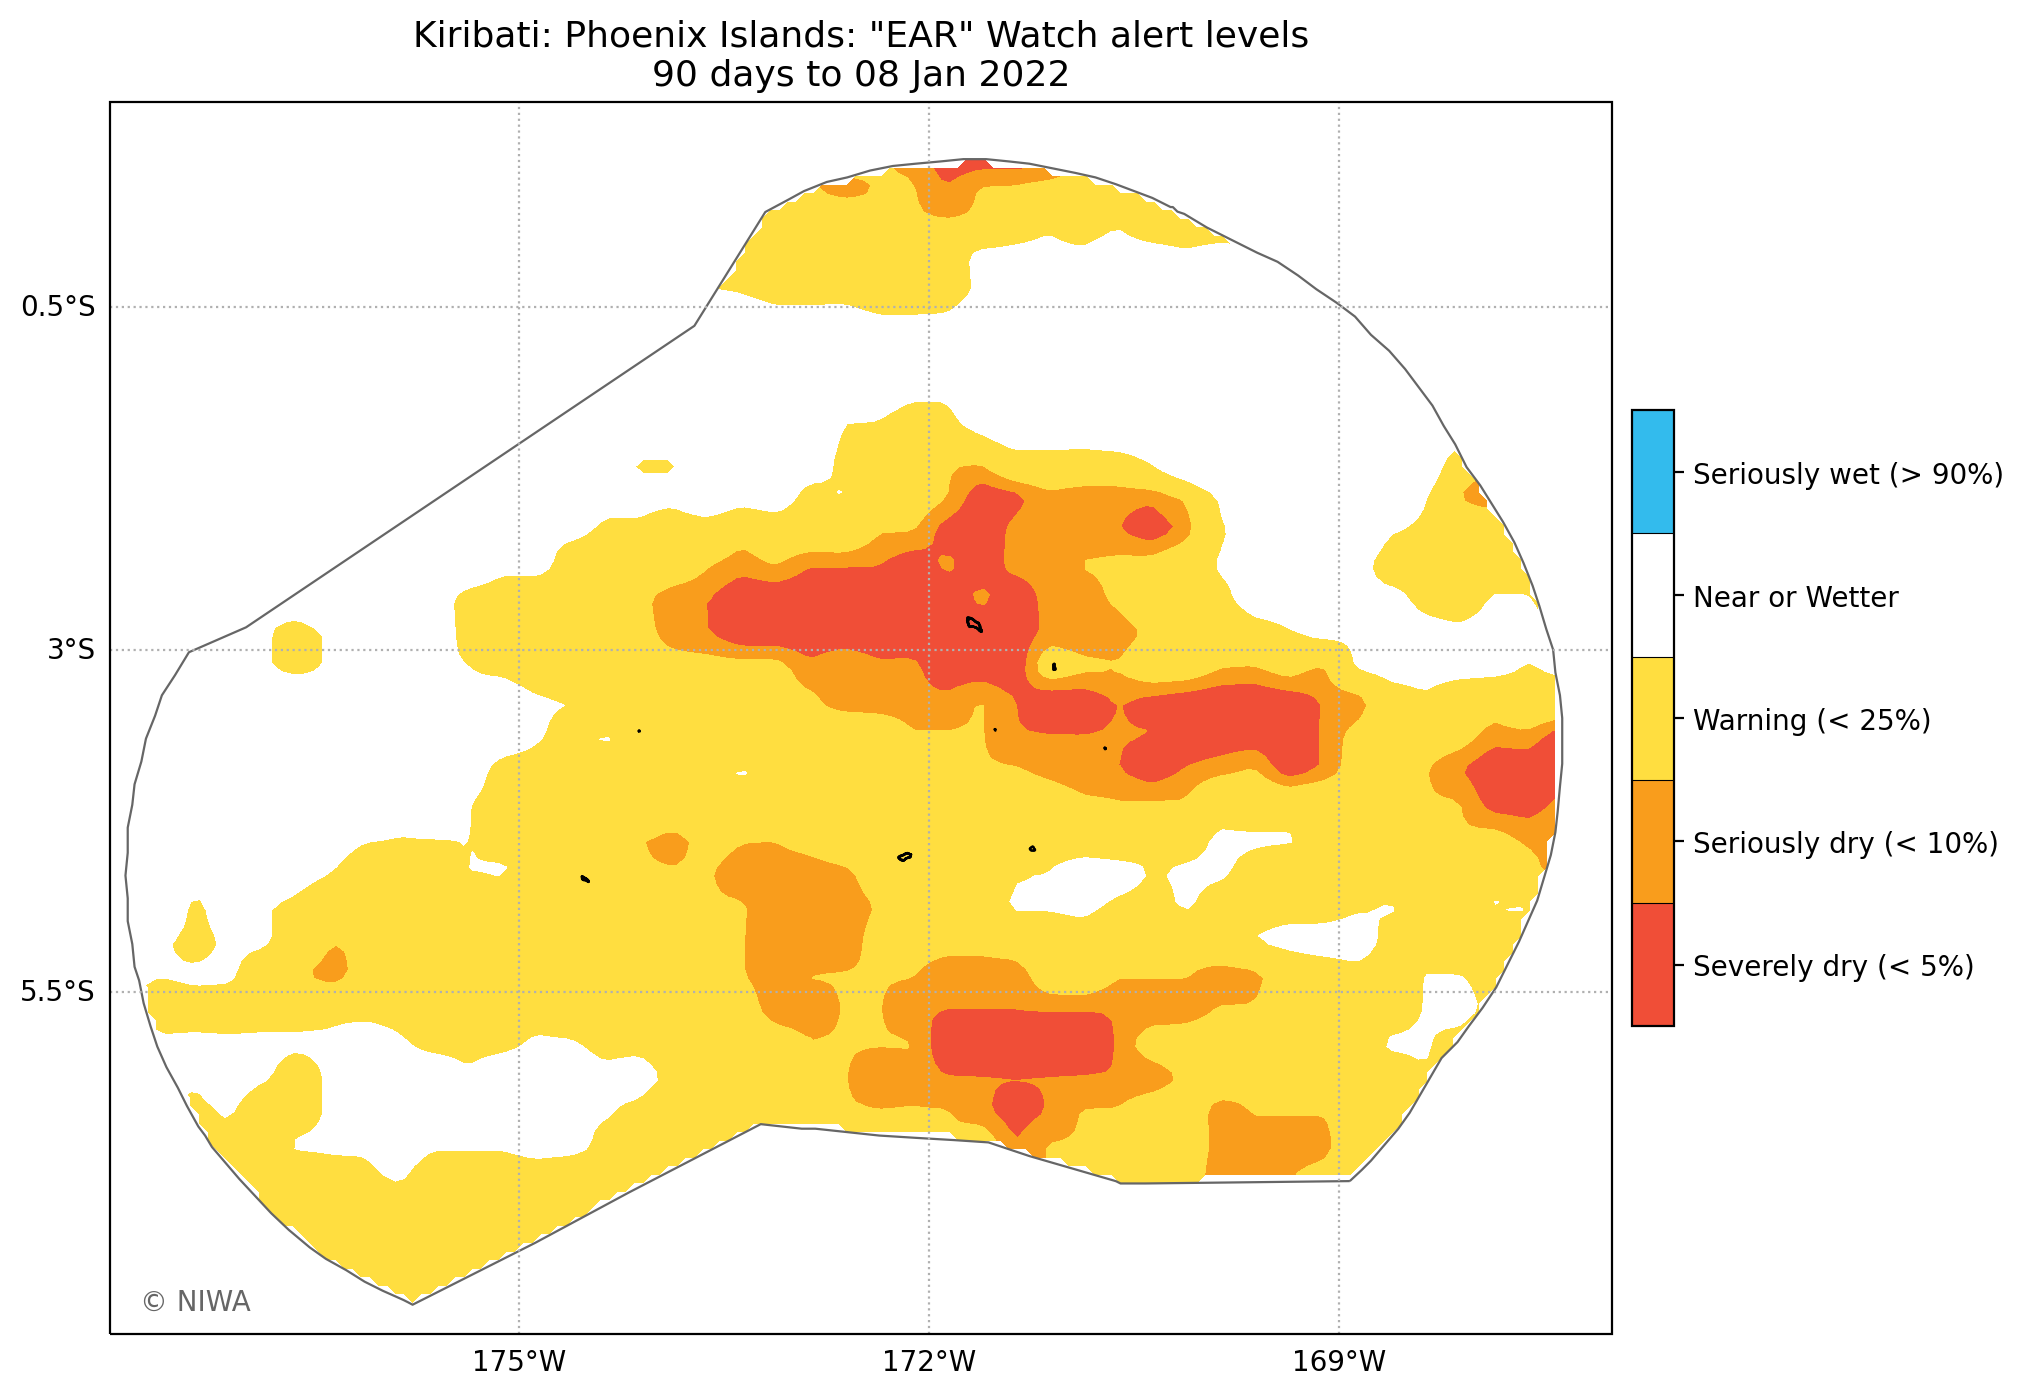 Kiribati: Phoenix Islands: "EAR" Watch alert levels
90 days to 08 Jan 2022
0.5°S
3°S
5.5°S
175°W
172°W
169°W
Seriously wet (> 90%)
Near or Wetter
Warning (< 25%)
Seriously dry (< 10%)
Severely dry (< 5%)
© NIWA